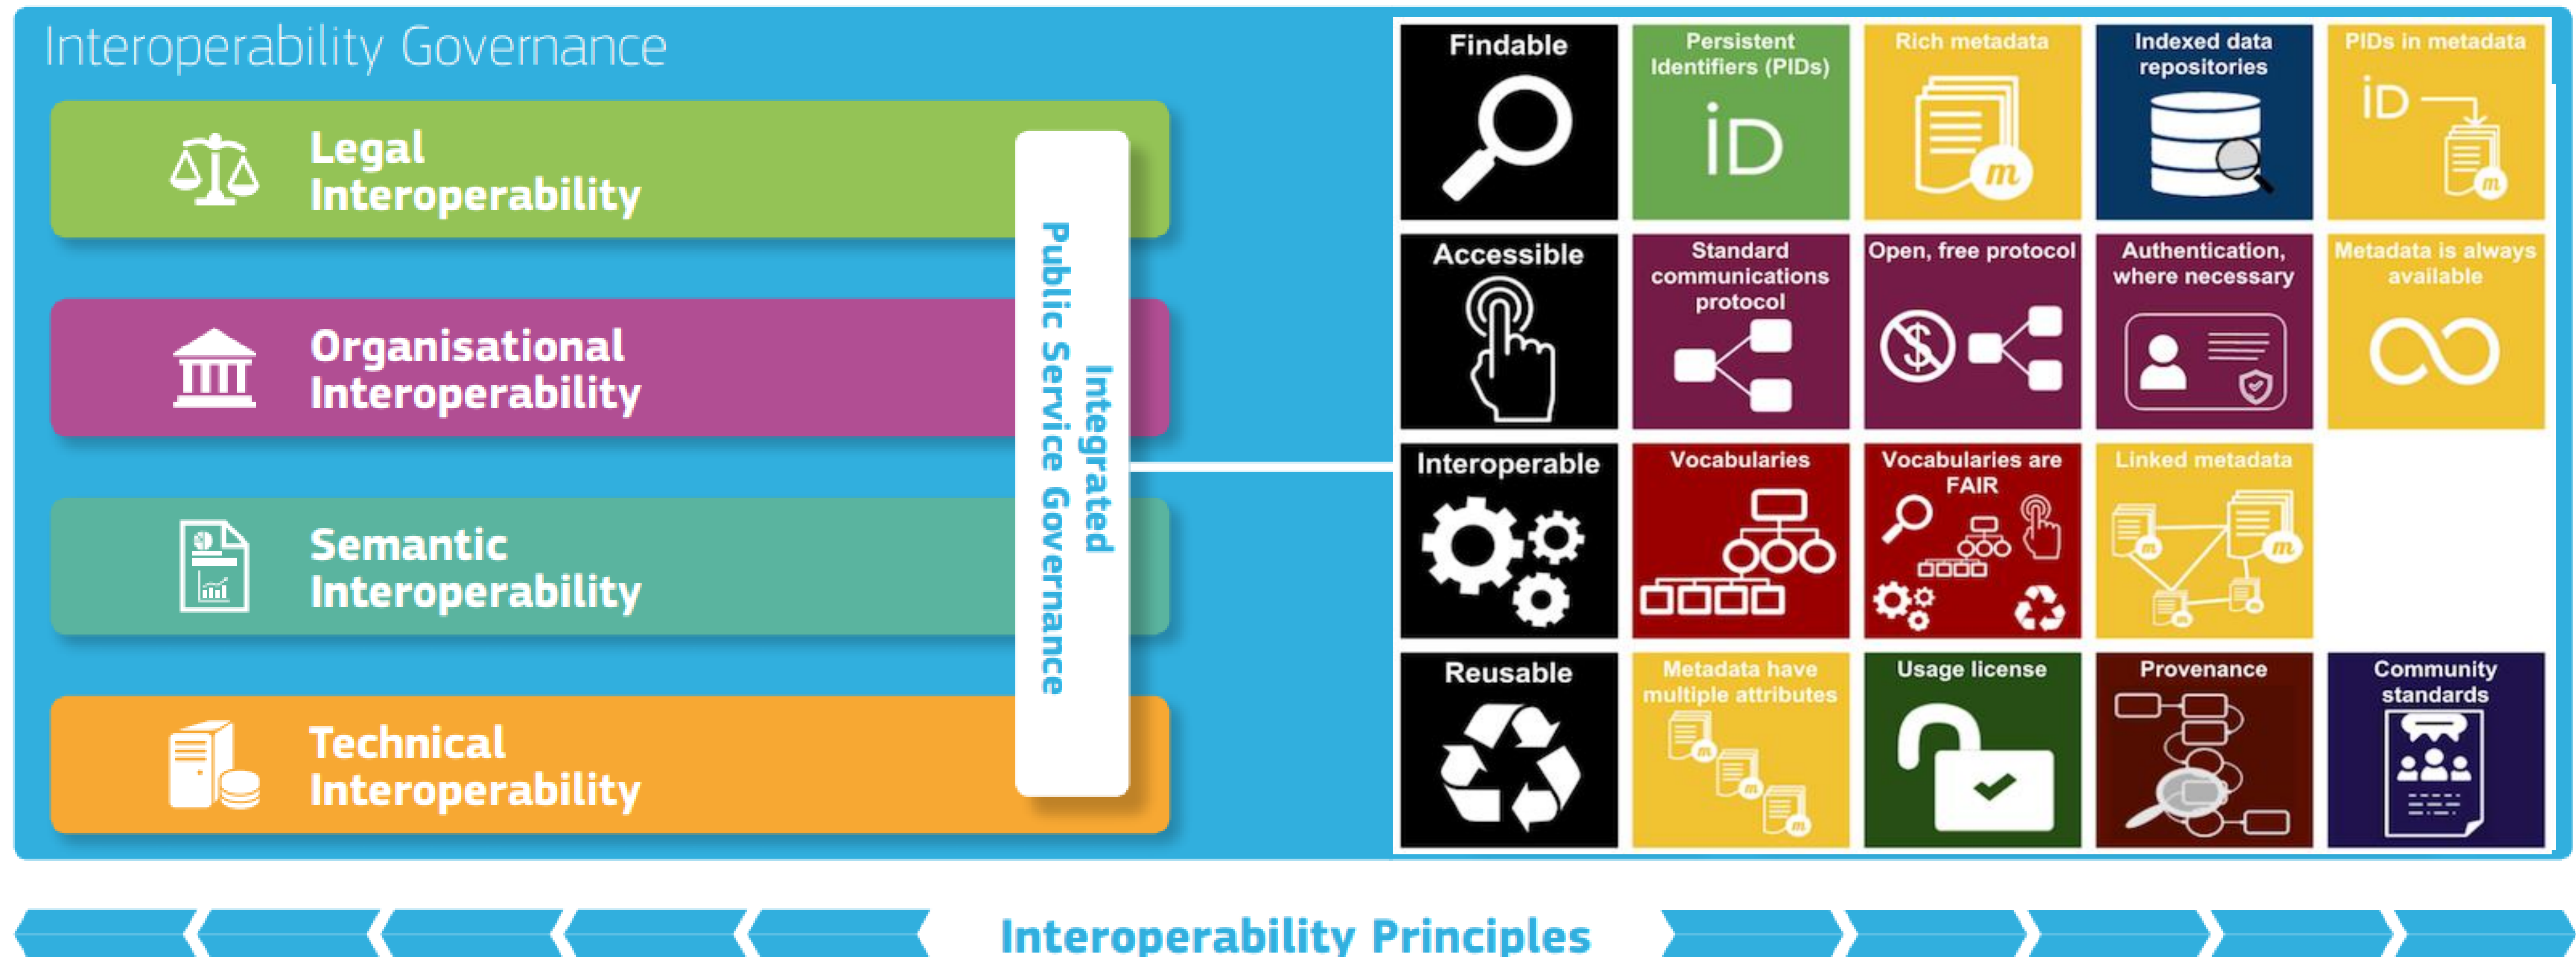 Interoperability Governance
Legal
Interoperability
Organisational
Interoperability
Semantic
Interoperability
Technical
Interoperability
Integrated
Public Service Governance
Findable
Persistent
Identifiers (PIDs)
iD
Rich metadata
m
Indexed data
repositories
PIDs in metadata
iD
m
Accessible
Standard
communications
protocol
Open, free protocol
$
Authentication,
where necessary
Metadata is always
available
Interoperable
Vocabularies
Vocabularies are
FAIR
Linked metadata
m
m
m
m
Reusable
Metadata have
multiple attributes
m
m
m
Usage license
Provenance
Community
standards
Interoperability Principles